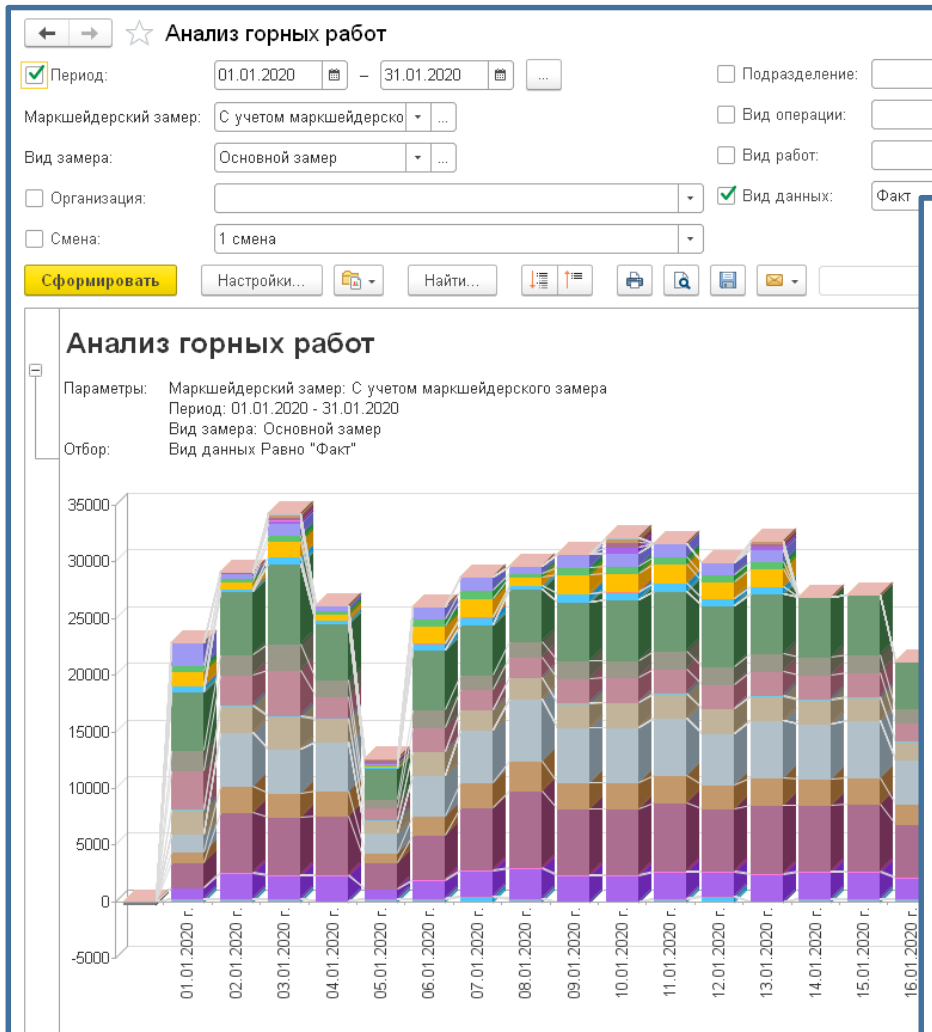 Анализ горных работ
Период: 01.01.2020 – 31.01.2020 ... Подразделение:
Маркшейдерский замер: С учетом маркшейдерско ... Вид операции:
Вид замера: Основной замер ... Вид работ:
Организация: Вид данных: Факт
Смена: 1 смена
Сформировать Настройки... Найти...
Анализ горных работ
Параметры: Маркшейдерский замер: С учетом маркшейдерского замера
Период: 01.01.2020 - 31.01.2020
Вид замера: Основной замер
Отбор: Вид данных Равно "Факт"
35000
30000
25000
20000
15000
10000
5000
0
-5000
01.01.2020 г.
02.01.2020 г.
03.01.2020 г.
04.01.2020 г.
05.01.2020 г.
06.01.2020 г.
07.01.2020 г.
08.01.2020 г.
09.01.2020 г.
10.01.2020 г.
11.01.2020 г.
12.01.2020 г.
13.01.2020 г.
14.01.2020 г.
15.01.2020 г.
16.01.2020 г.